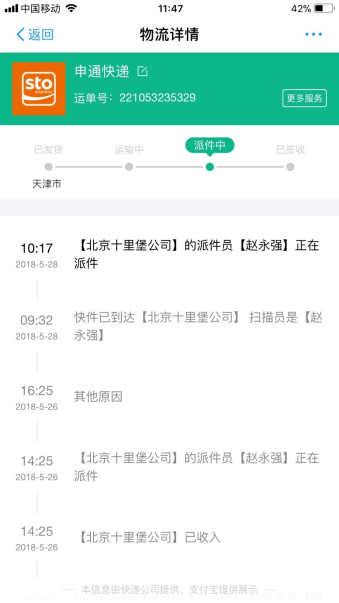 中国移动 11:47 42%
返回 物流详情
sto
express
申通快递
运单号：221053235329
更多服务
已发货 运输中 派件中 已签收
天津市
10:17
2018-5-28
【北京十里堡公司】的派件员【赵永强】正在
派件
09:32
2018-5-28
快件已到达【北京十里堡公司】 扫描员是【赵
永强】
16:25
2018-5-26
其他原因
14:25
2018-5-26
【北京十里堡公司】的派件员【赵永强】正在
派件
14:25
2018-5-26
【北京十里堡公司】已收入
本信息由快递公司提供，支付宝提供展示